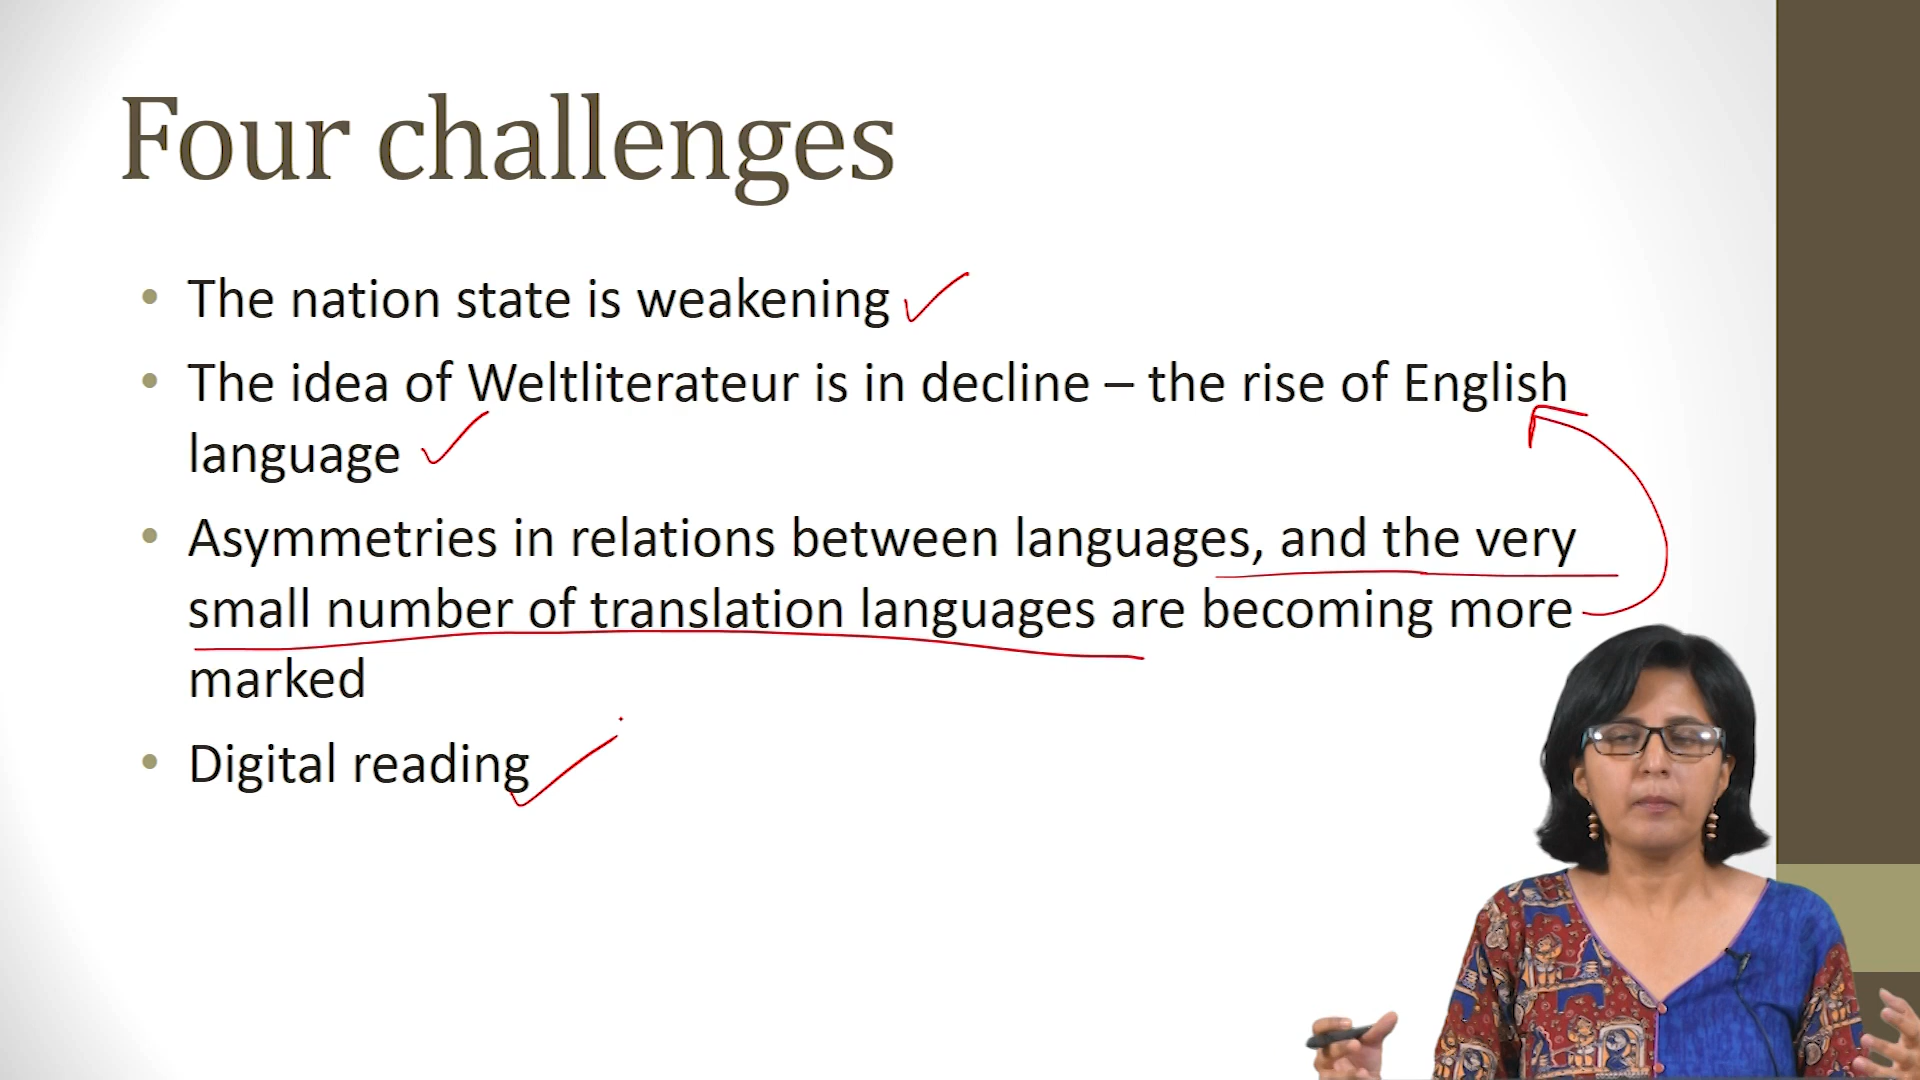 Four challenges
• The nation state is weakening
• The idea of Weltliterateur is in decline – the rise of English
language
• Asymmetries in relations between languages, and the very
small number of translation languages are becoming more
marked
• Digital reading